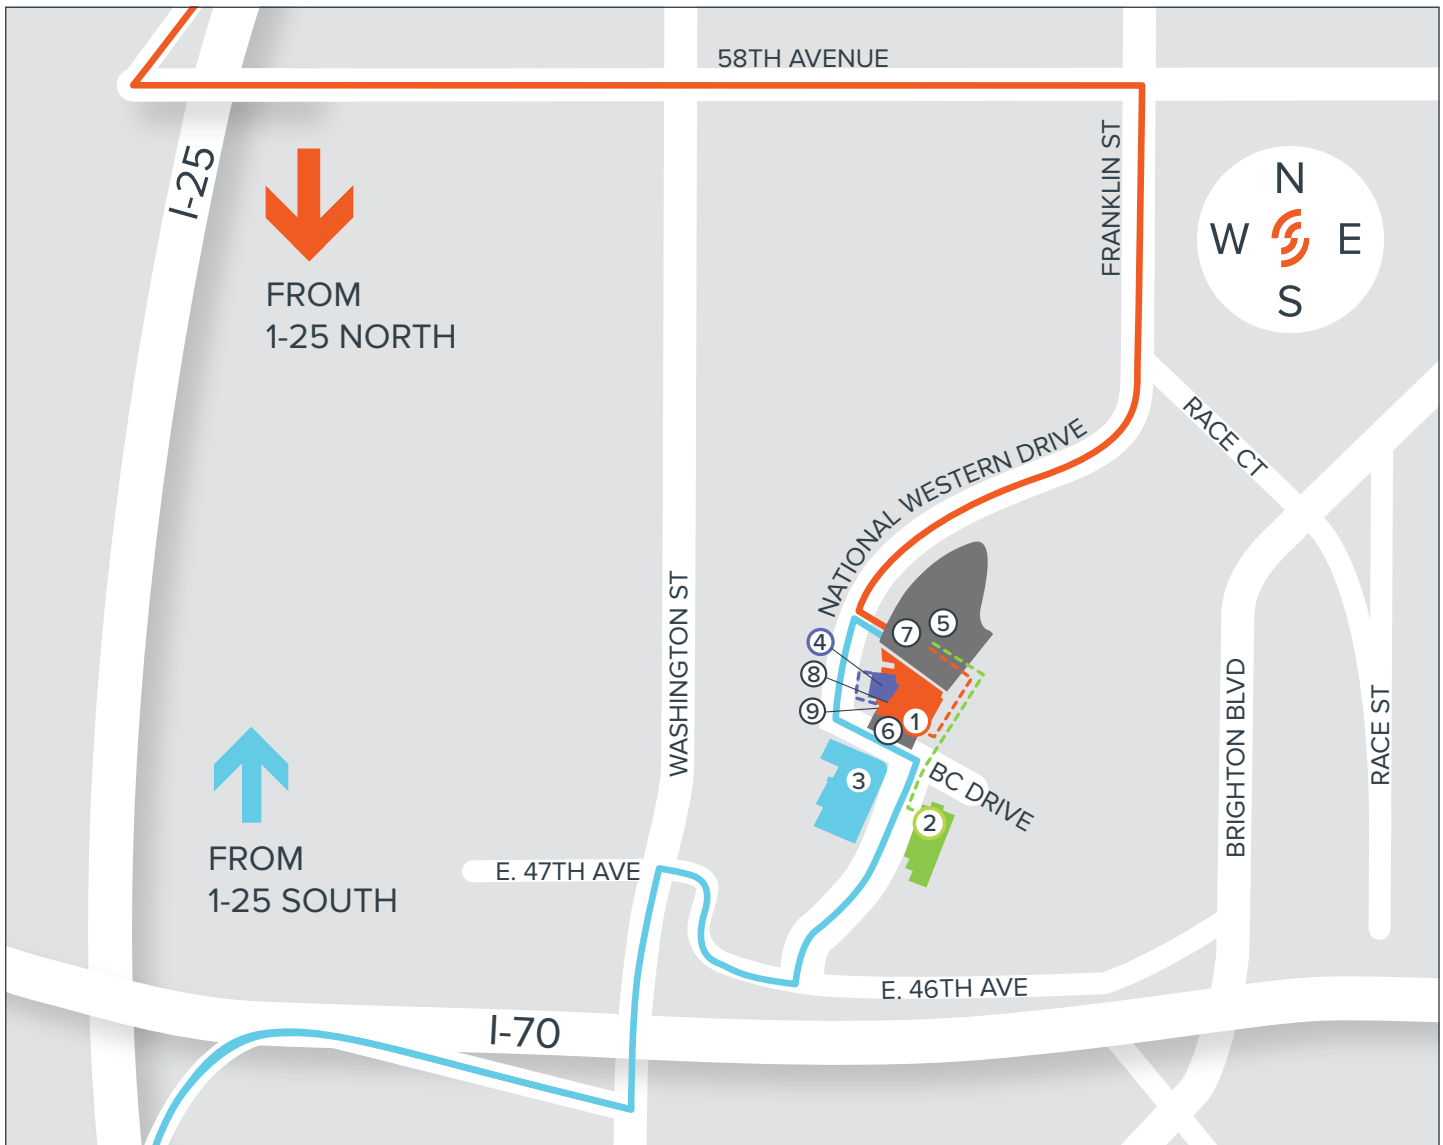 58TH AVENUE
I-25
FRANKLIN ST
N
W E
S
FROM
1-25 NORTH
RACE CT
NATIONAL WESTERN DRIVE
WASHINGTON ST
4
7
5
8
9
6
1
3
2
BC DRIVE
BRIGHTON BLVD
RACE ST
FROM
1-25 SOUTH
E. 47TH AVE
E. 46TH AVE
I-70